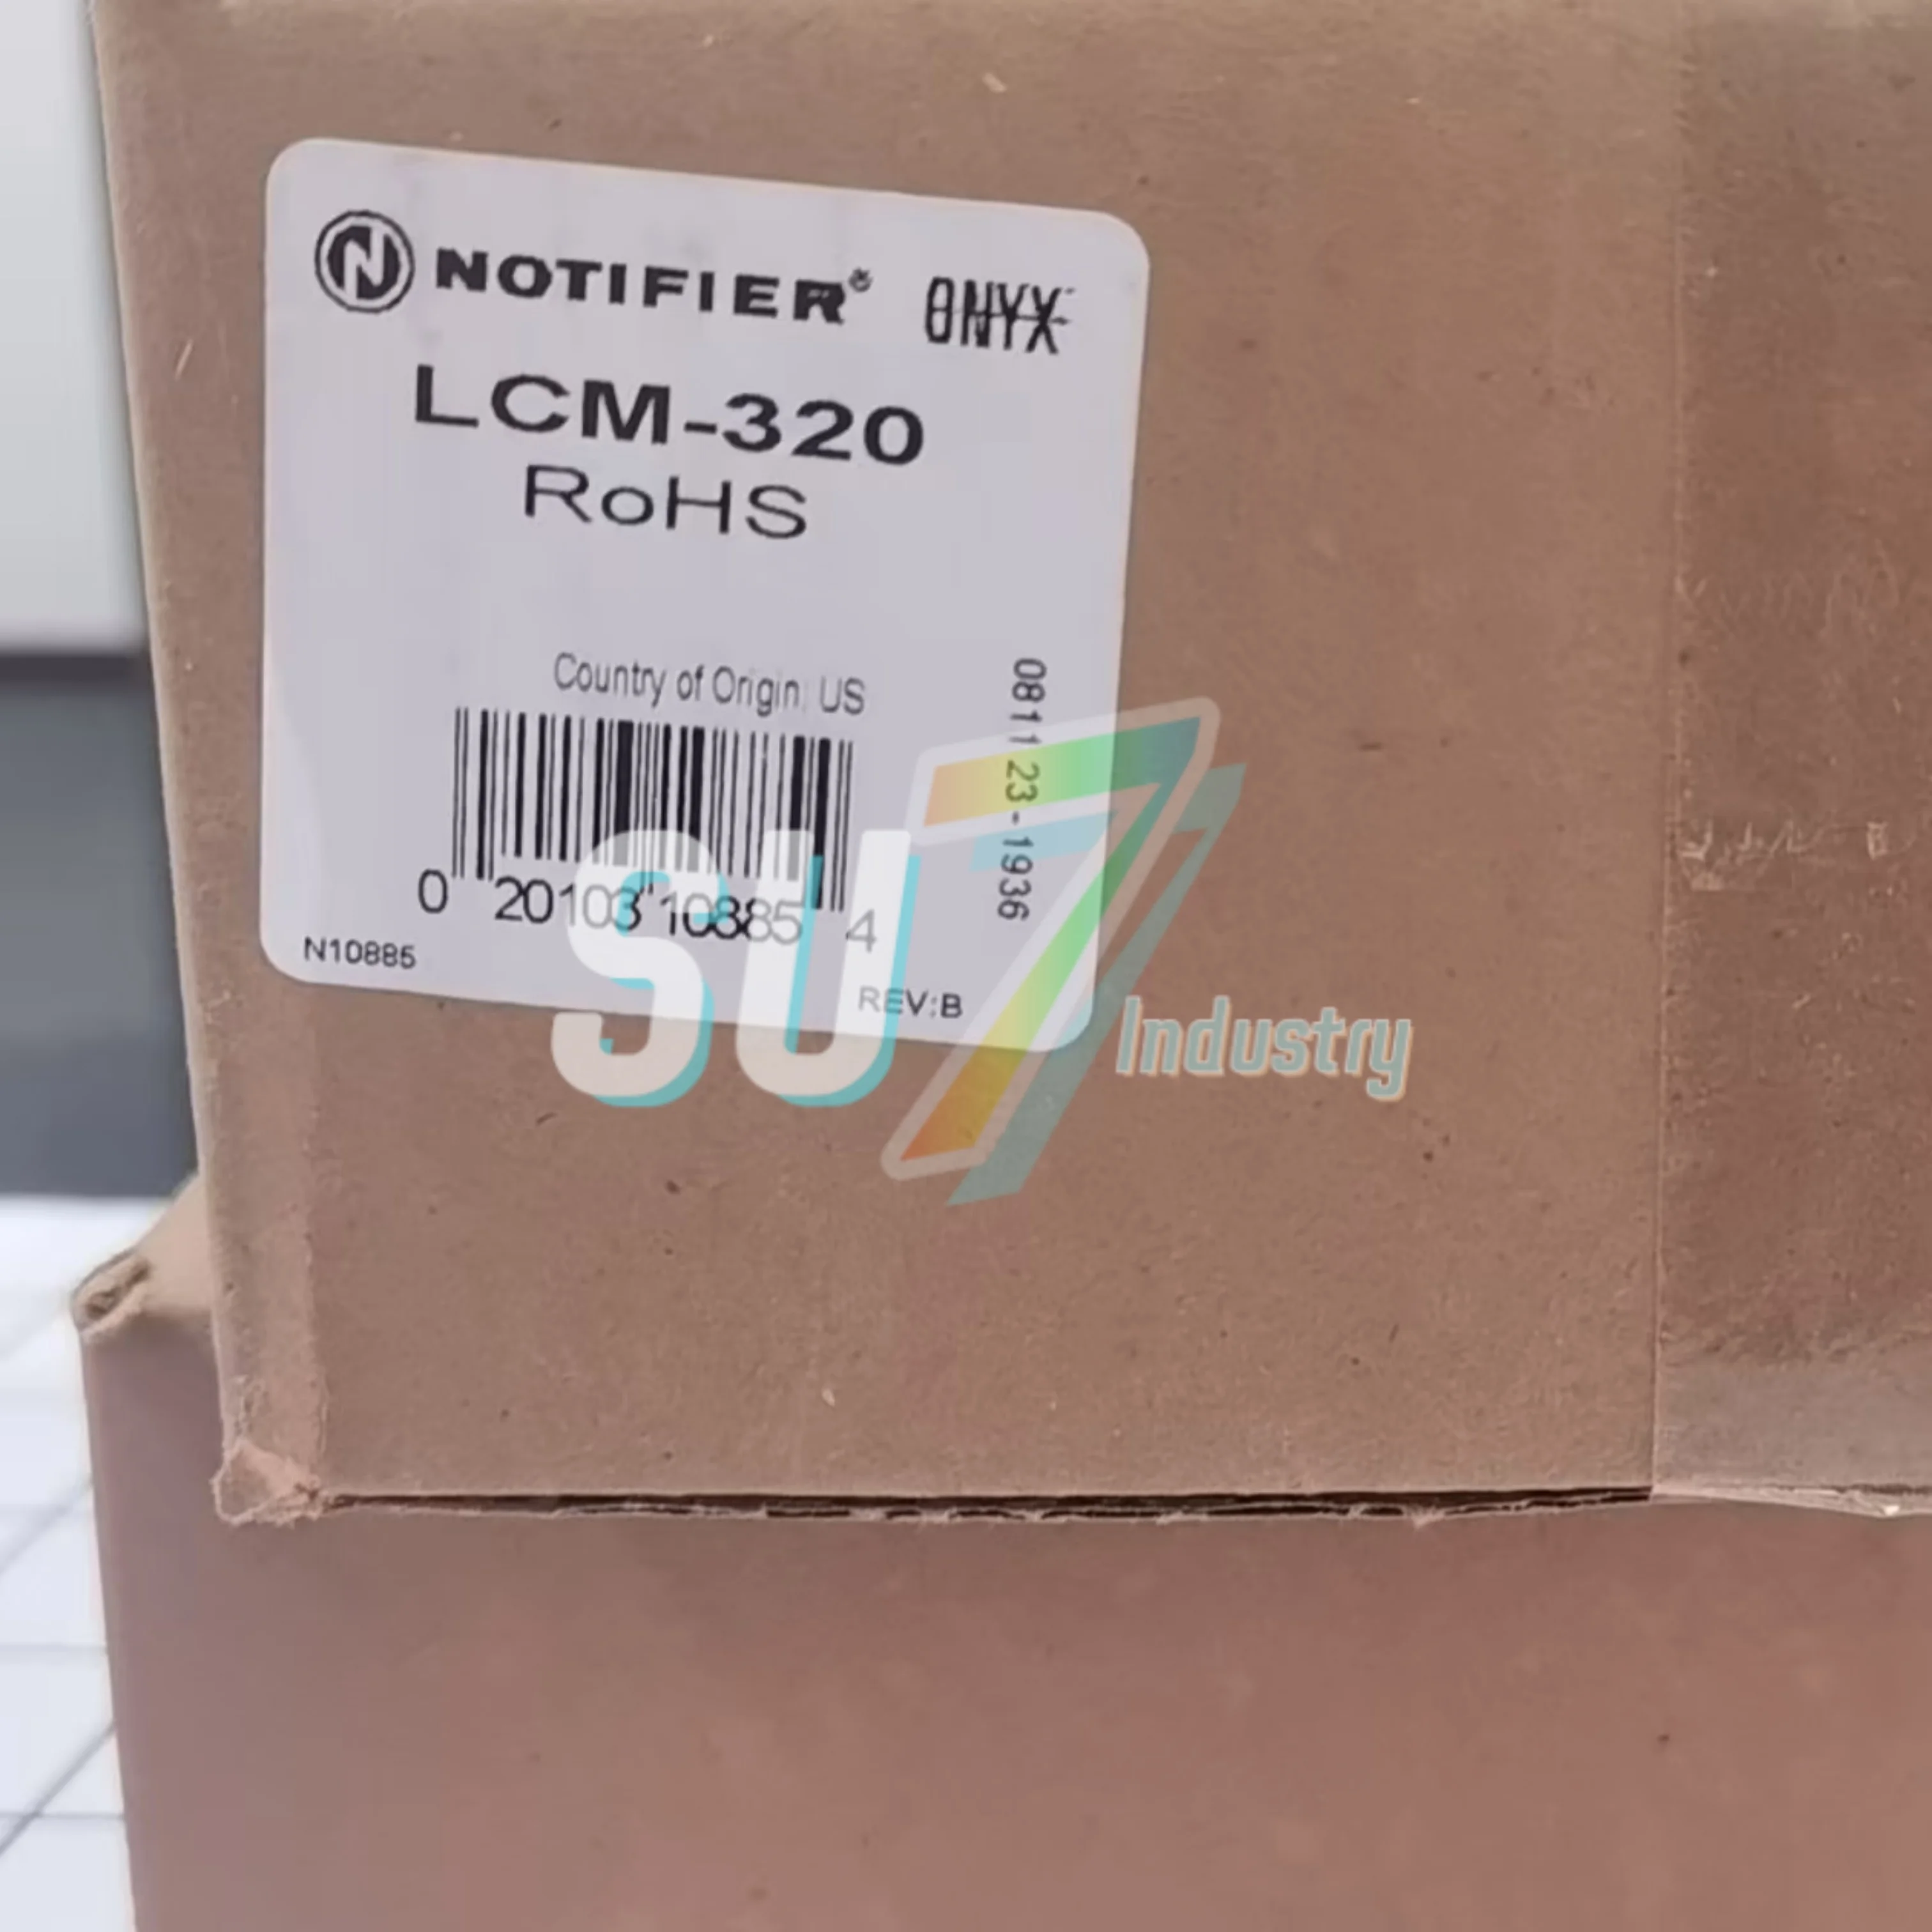 NOTIFIER® ONYX
LCM-320
RoHS
Country of Origin: US
0811 23-1936
0 20103 10885 4
N10885
REV:B
SU7
Industry